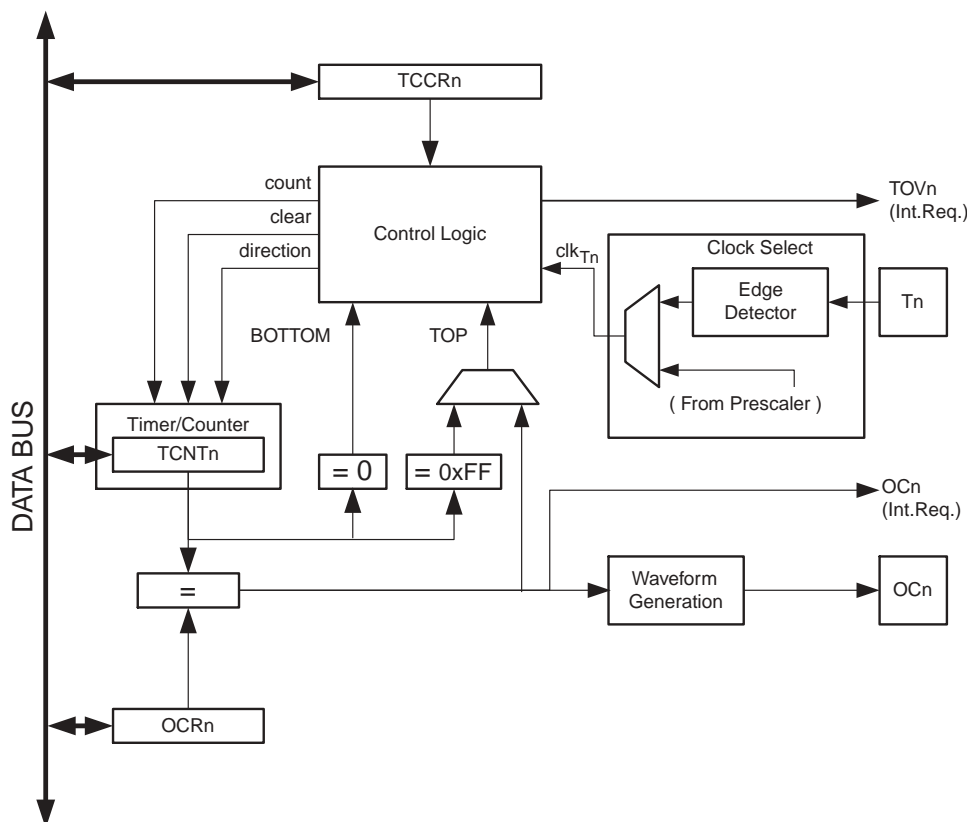 TCCRn
count
clear
direction
Control Logic
TOVn
(Int.Req.)
clkTn
Clock Select
Edge
Detector
Tn
( From Prescaler )
BOTTOM
TOP
Timer/Counter
TCNTn
= 0
= 0xFF
OCn
(Int.Req.)
=
Waveform
Generation
OCn
OCRn
DATA BUS